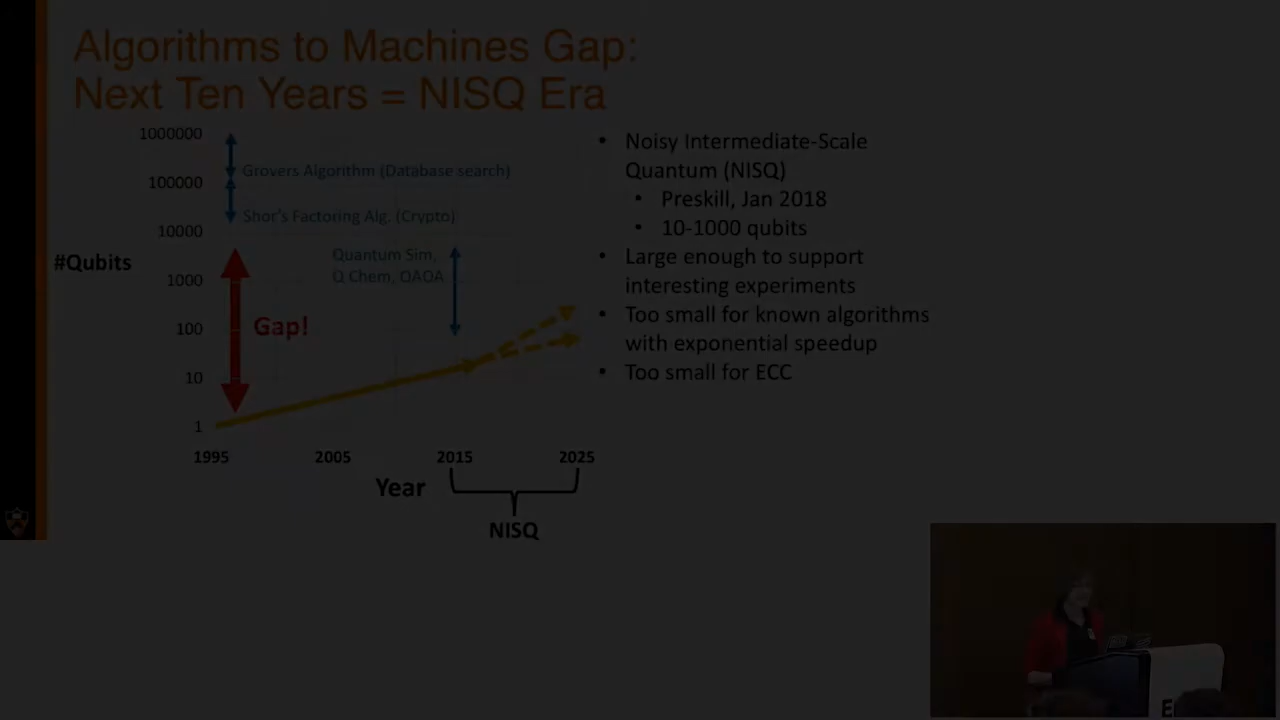 Algorithms to Machines Gap:
Next Ten Years = NISQ Era
1000000
Grovers Algorithm (Database search)
100000
Shor's Factoring Alg. (Crypto)
10000
#Qubits
Quantum Sim,
Q Chem, QAOA
1000
Gap!
100
10
1
1995
2005
2015
2025
Year
NISQ
• Noisy Intermediate-Scale
Quantum (NISQ)
• Preskill, Jan 2018
• 10-1000 qubits
• Large enough to support
interesting experiments
• Too small for known algorithms
with exponential speedup
• Too small for ECC